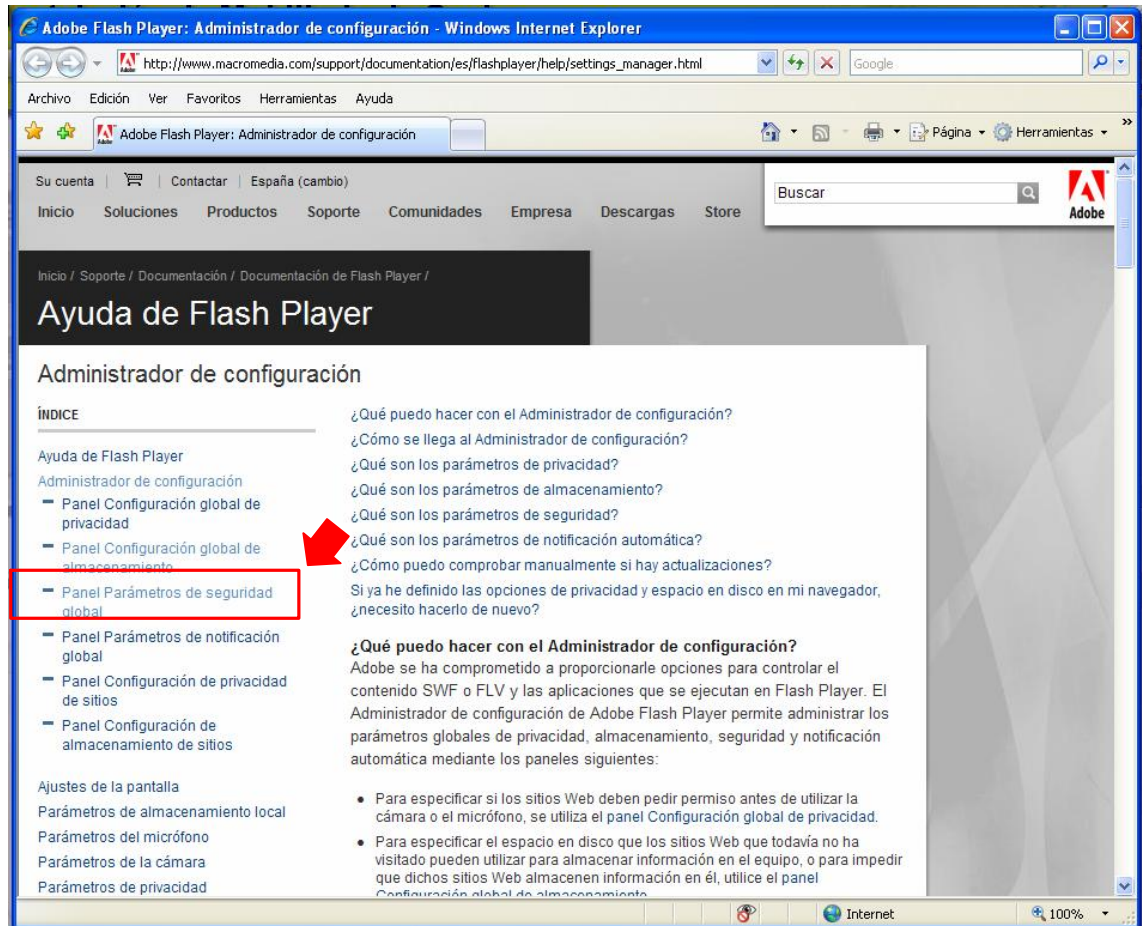 Adobe Flash Player: Administrador de configuración - Windows Internet Explorer
http://www.macromedia.com/support/documentation/es/flashplayer/help/settings_manager.html
Google
Archivo Edición Ver Favoritos Herramientas Ayuda
Adobe Flash Player: Administrador de configuración
Página
Herramientas
Su cuenta | | Contactar | España (cambio)
Buscar
Adobe
Inicio Soluciones Productos Soporte Comunidades Empresa Descargas Store
Inicio / Soporte / Documentación / Documentación de Flash Player /
Ayuda de Flash Player
Administrador de configuración
ÍNDICE
Ayuda de Flash Player
Administrador de configuración
Panel Configuración global de
privacidad
Panel Configuración global de
almacenamiento
Panel Parámetros de seguridad
global
Panel Parámetros de notificación
global
Panel Configuración de privacidad
de sitios
Panel Configuración de
almacenamiento de sitios
Ajustes de la pantalla
Parámetros de almacenamiento local
Parámetros del micrófono
Parámetros de la cámara
Parámetros de privacidad
¿Qué puedo hacer con el Administrador de configuración?
¿Cómo se llega al Administrador de configuración?
¿Qué son los parámetros de privacidad?
¿Qué son los parámetros de almacenamiento?
¿Qué son los parámetros de seguridad?
¿Qué son los parámetros de notificación automática?
¿Cómo puedo comprobar manualmente si hay actualizaciones?
Si ya he definido las opciones de privacidad y espacio en disco en mi navegador,
¿necesito hacerlo de nuevo?
¿Qué puedo hacer con el Administrador de configuración?
Adobe se ha comprometido a proporcionarle opciones para controlar el
contenido SWF o FLV y las aplicaciones que se ejecutan en Flash Player. El
Administrador de configuración de Adobe Flash Player permite administrar los
parámetros globales de privacidad, almacenamiento, seguridad y notificación
automática mediante los paneles siguientes:
• Para especificar si los sitios Web deben pedir permiso antes de utilizar la
cámara o el micrófono, se utiliza el panel Configuración global de privacidad.
• Para especificar el espacio en disco que los sitios Web que todavía no ha
visitado pueden utilizar para almacenar información en el equipo, o para impedir
que dichos sitios Web almacenen información en él, utilice el panel
Configuración global de almacenamiento
Internet
100%